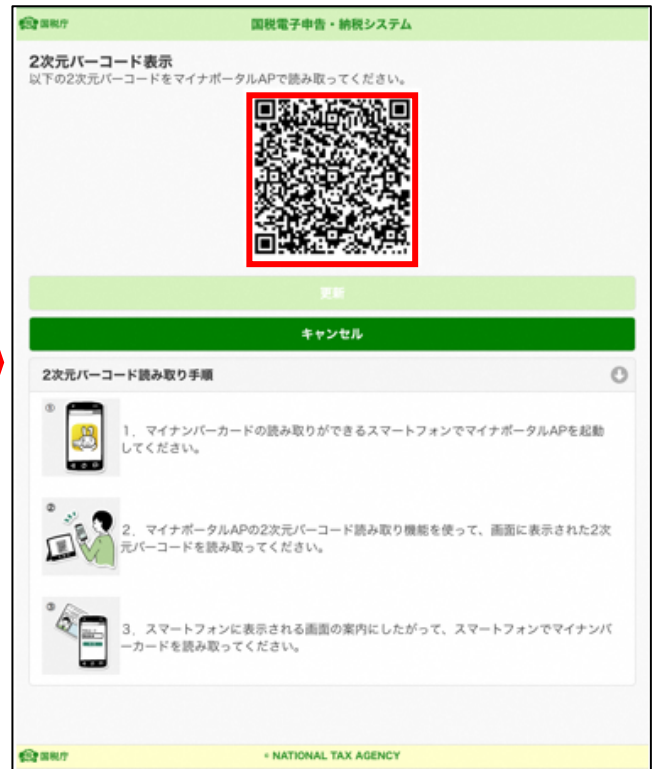 国税庁
国税電子申告・納税システム
2次元バーコード表示
以下の2次元バーコードをマイナポータルAPで読み取ってください。
更新
キャンセル
2次元バーコード読み取り手順
①
1．マイナンバーカードの読み取りができるスマートフォンでマイナポータルAPを起動
してください。
②
2．マイナポータルAPの2次元バーコード読み取り機能を使って、画面に表示された2次
元バーコードを読み取ってください。
③
3．スマートフォンに表示される画面の案内にしたがって、スマートフォンでマイナンバ
ーカードを読み取ってください。
国税庁
© NATIONAL TAX AGENCY